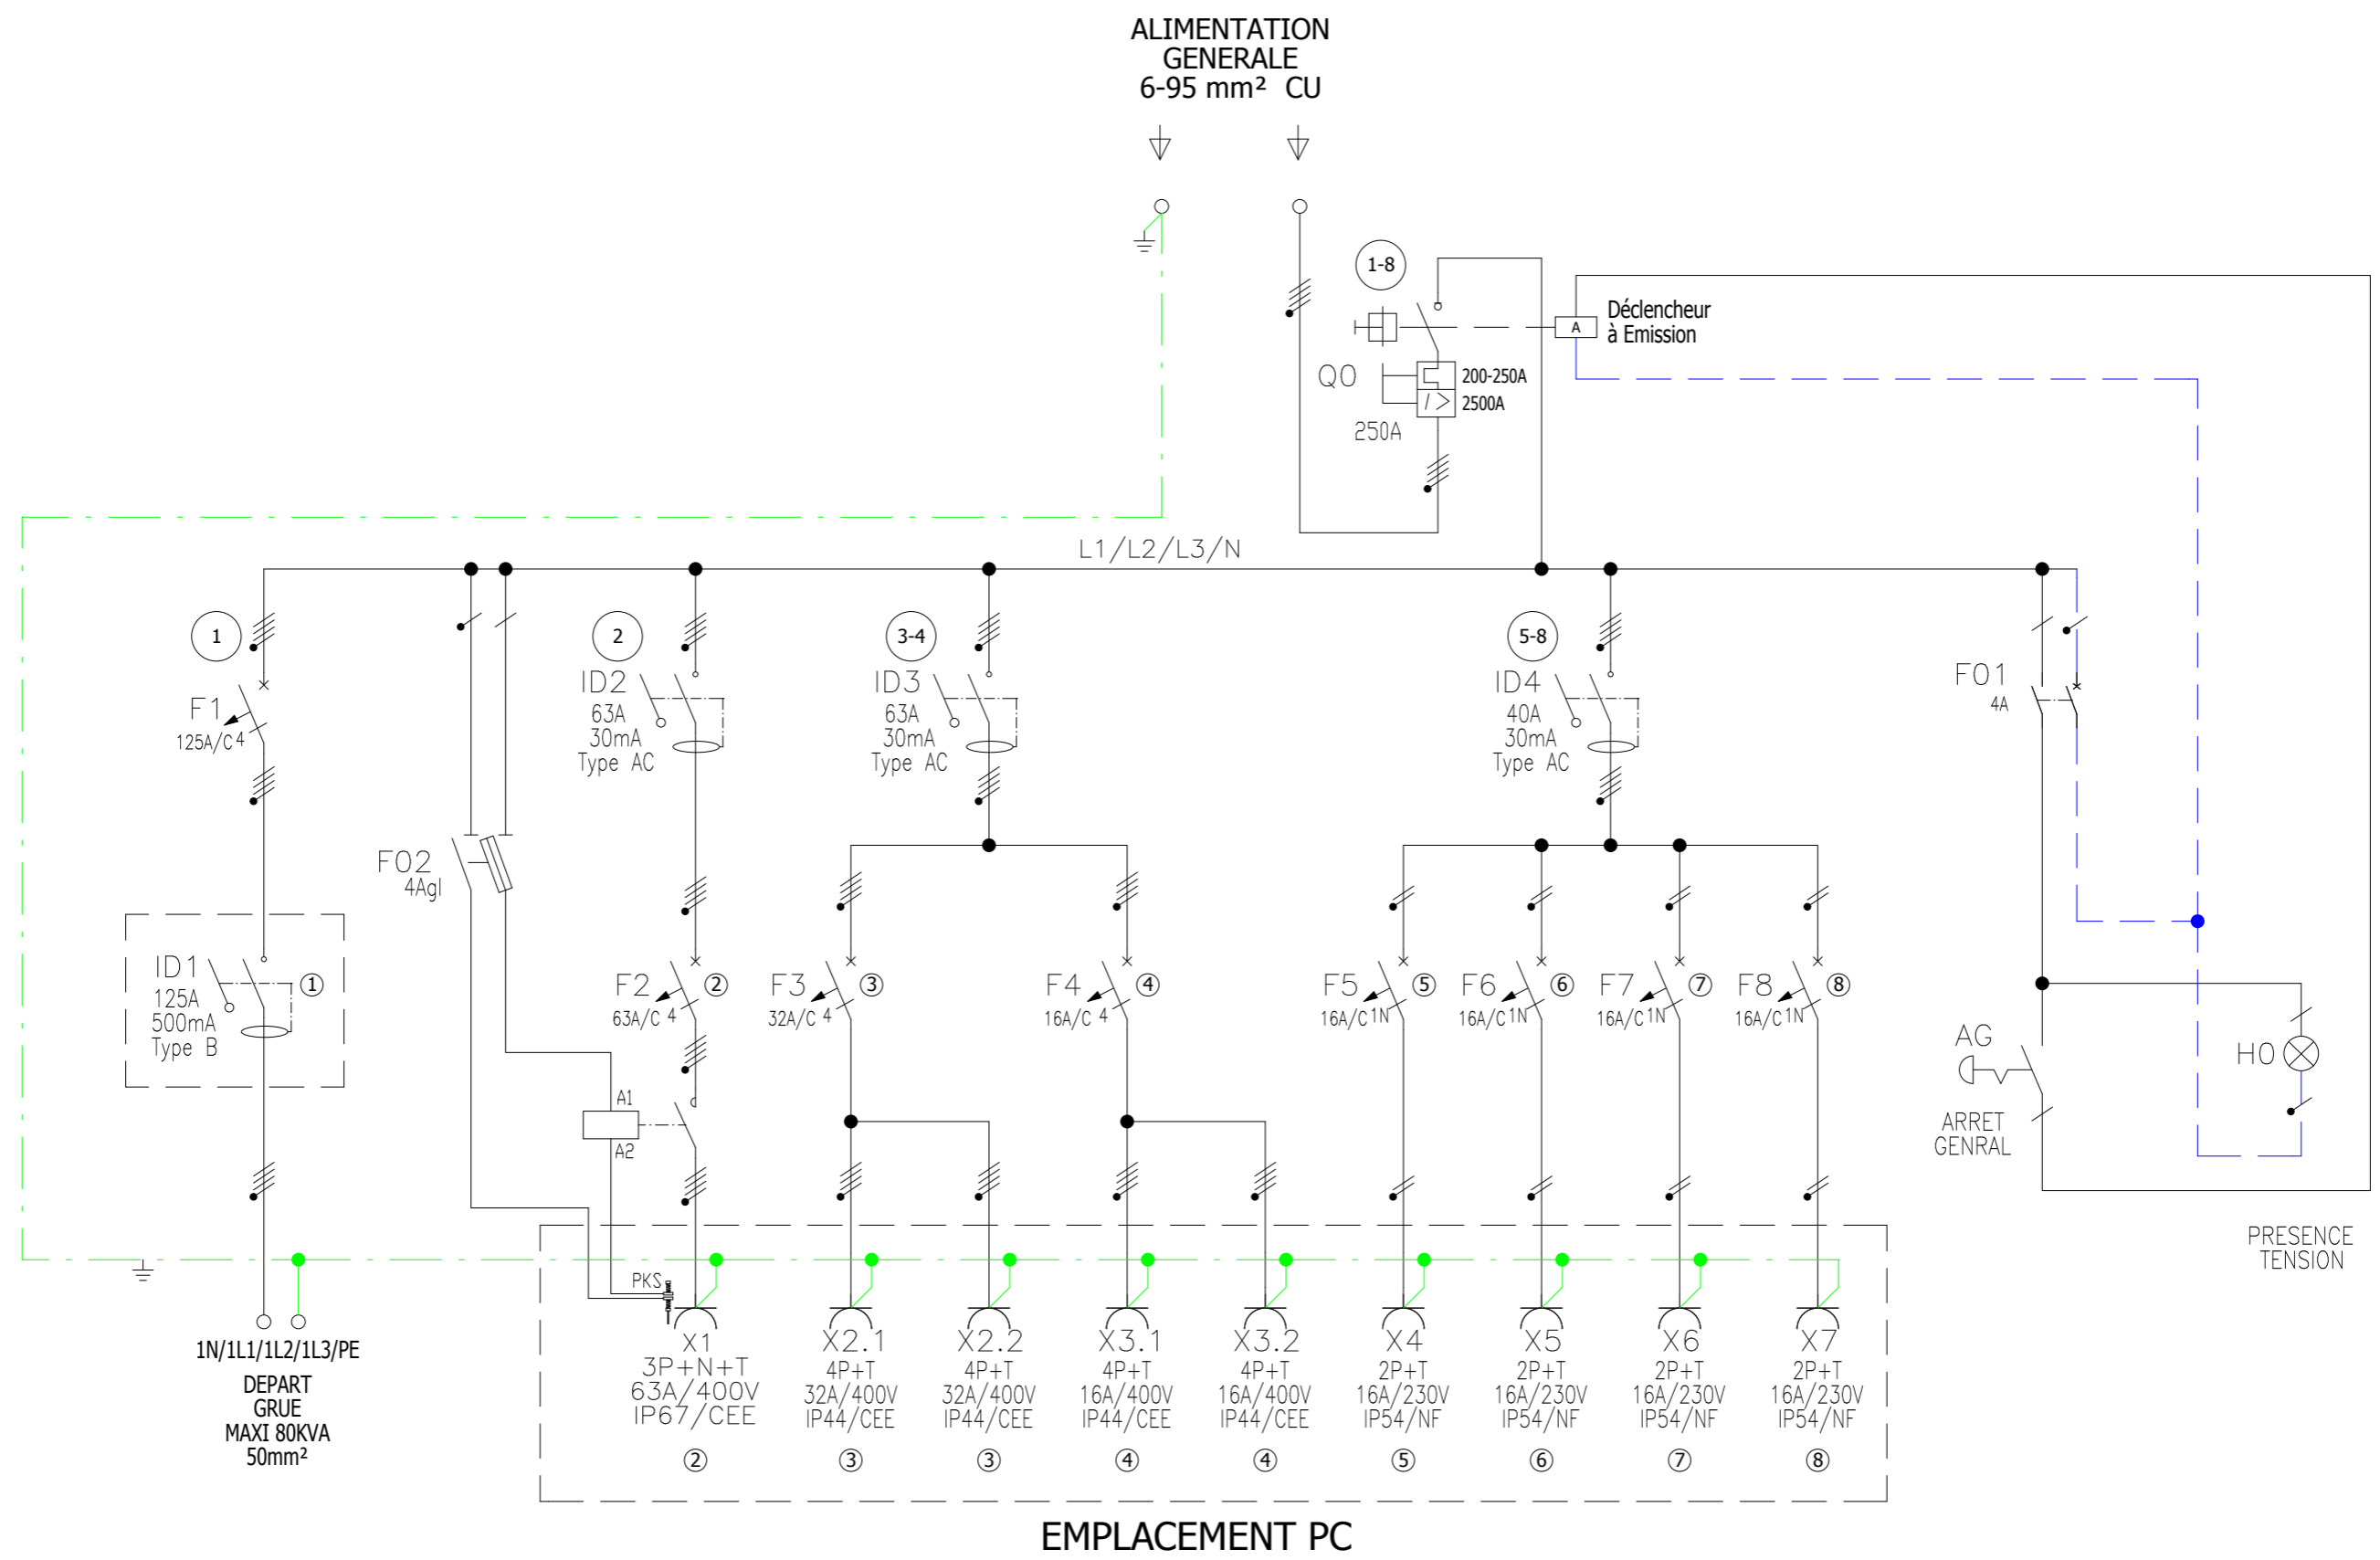 ALIMENTATION
GENERALE
6-95 mm² CU
1-8
Déclencheur
à Emission
A
Q0
200-250A
2500A
250A
L1/L2/L3/N
1
F1
125A/C 4
ID1
125A
500mA
Type B
①
1N/1L1/1L2/1L3/PE
DEPART
GRUE
MAXI 80KVA
50mm²
F02
4AgI
2
ID2
63A
30mA
Type AC
F2
63A/C 4
②
A1
A2
PKS
3-4
ID3
63A
30mA
Type AC
F3
32A/C 4
③
F4
16A/C 4
④
5-8
ID4
40A
30mA
Type AC
F5
16A/C 1N
⑤
F6
16A/C 1N
⑥
F7
16A/C 1N
⑦
F8
16A/C 1N
⑧
F01
4A
AG
ARRET
GENRAL
H0
PRESENCE
TENSION
X1
3P+N+T
63A/400V
IP67/CEE
②
X2.1
4P+T
32A/400V
IP44/CEE
③
X2.2
4P+T
32A/400V
IP44/CEE
③
X3.1
4P+T
16A/400V
IP44/CEE
④
X3.2
4P+T
16A/400V
IP44/CEE
④
X4
2P+T
16A/230V
IP54/NF
⑤
X5
2P+T
16A/230V
IP54/NF
⑥
X6
2P+T
16A/230V
IP54/NF
⑦
X7
2P+T
16A/230V
IP54/NF
⑧
EMPLACEMENT PC